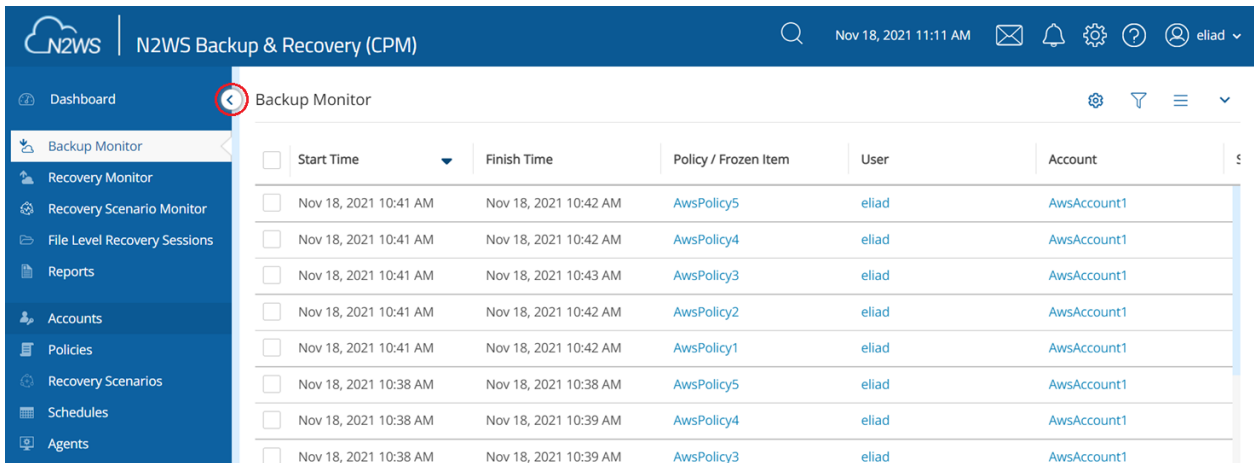 N2WS N2WS Backup & Recovery (CPM) Nov 18, 2021 11:11 AM eliad
Dashboard
Backup Monitor
Recovery Monitor
Recovery Scenario Monitor
File Level Recovery Sessions
Reports
Accounts
Policies
Recovery Scenarios
Schedules
Agents
Backup Monitor
Start Time Finish Time Policy / Frozen Item User Account
Nov 18, 2021 10:41 AM Nov 18, 2021 10:42 AM AwsPolicy5 eliad AwsAccount1
Nov 18, 2021 10:41 AM Nov 18, 2021 10:42 AM AwsPolicy4 eliad AwsAccount1
Nov 18, 2021 10:41 AM Nov 18, 2021 10:43 AM AwsPolicy3 eliad AwsAccount1
Nov 18, 2021 10:41 AM Nov 18, 2021 10:42 AM AwsPolicy2 eliad AwsAccount1
Nov 18, 2021 10:41 AM Nov 18, 2021 10:42 AM AwsPolicy1 eliad AwsAccount1
Nov 18, 2021 10:38 AM Nov 18, 2021 10:38 AM AwsPolicy5 eliad AwsAccount1
Nov 18, 2021 10:38 AM Nov 18, 2021 10:39 AM AwsPolicy4 eliad AwsAccount1
Nov 18, 2021 10:38 AM Nov 18, 2021 10:39 AM AwsPolicy3 eliad AwsAccount1